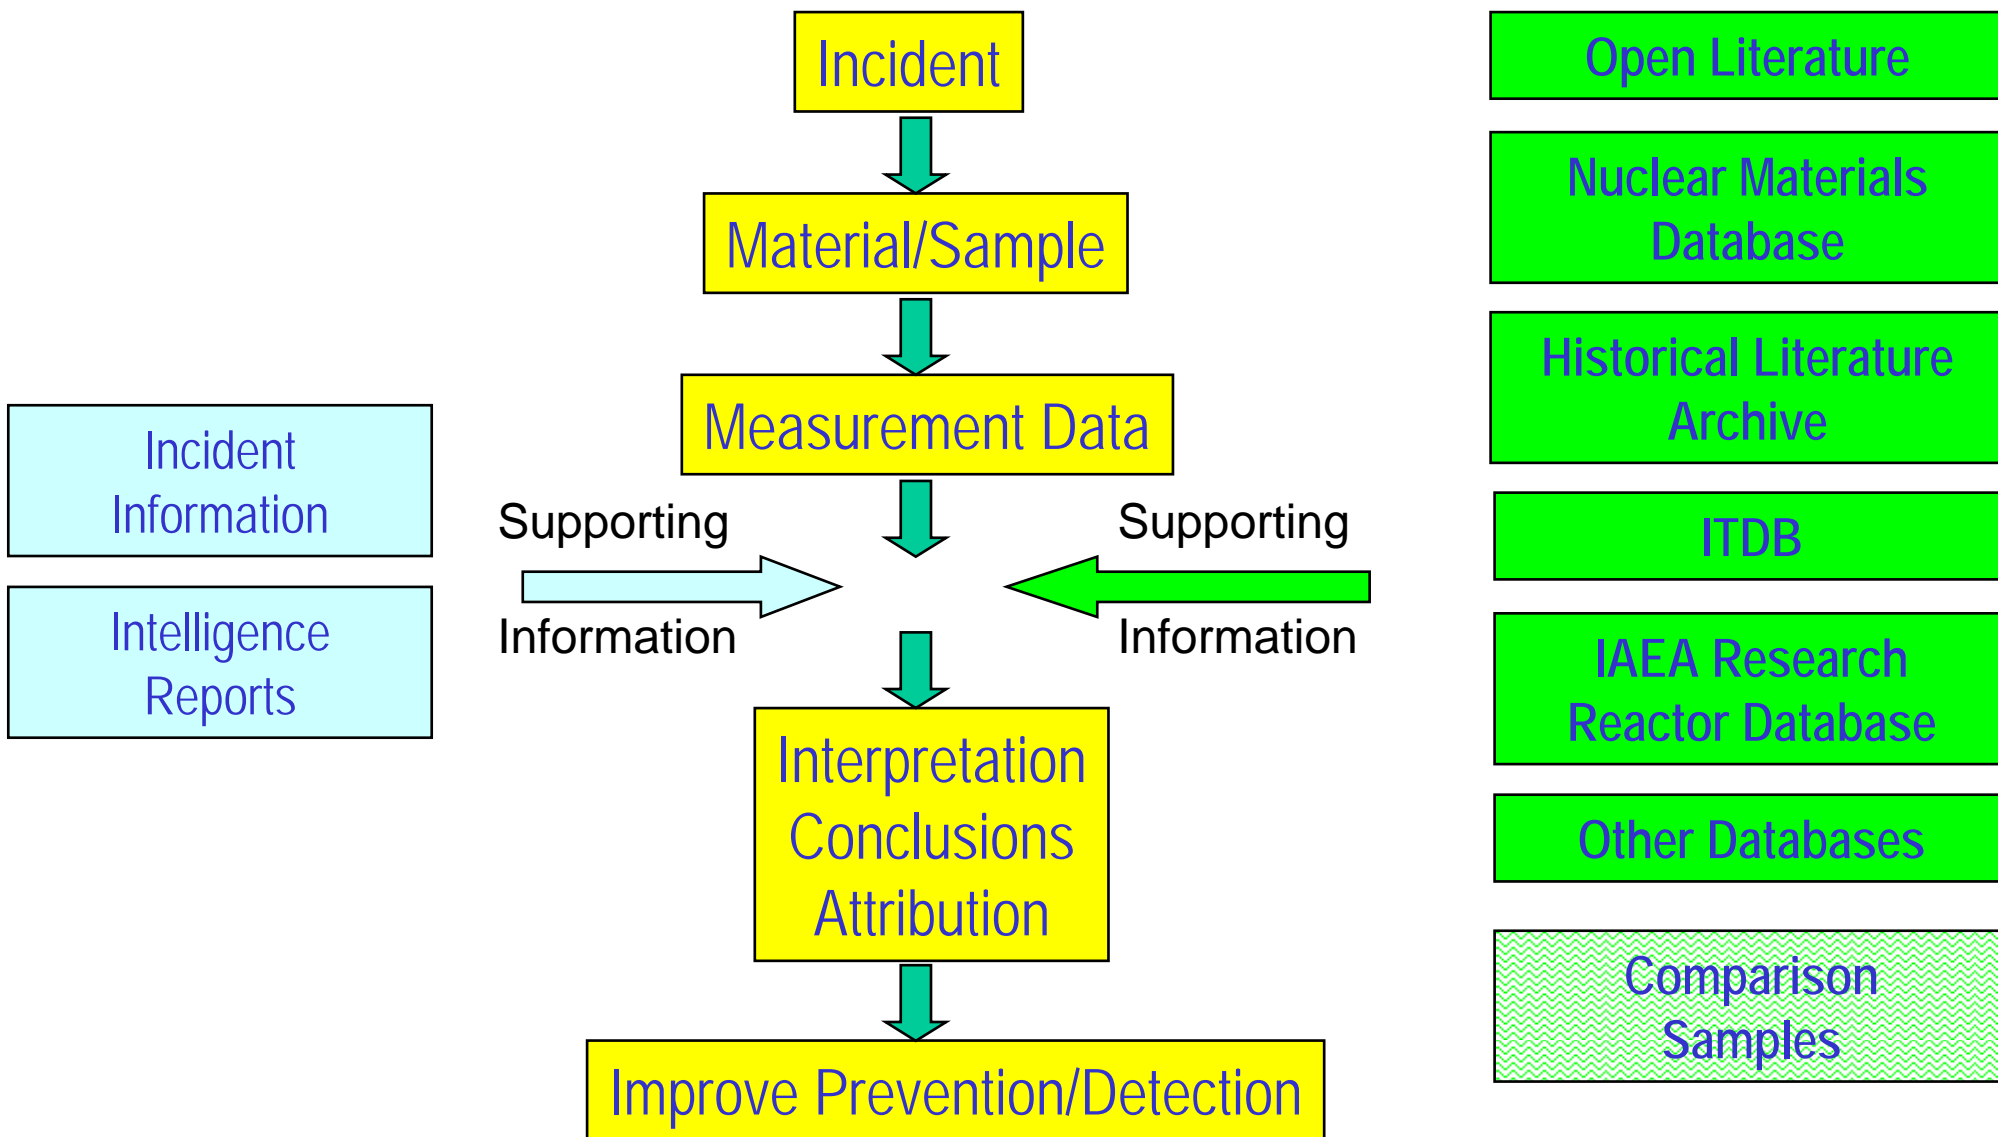 Incident
Material/Sample
Measurement Data
Incident
Information
Intelligence
Reports
Supporting
Information
Supporting
Information
Interpretation
Conclusions
Attribution
Improve Prevention/Detection
Open Literature
Nuclear Materials
Database
Historical Literature
Archive
ITDB
IAEA Research
Reactor Database
Other Databases
Comparison
Samples